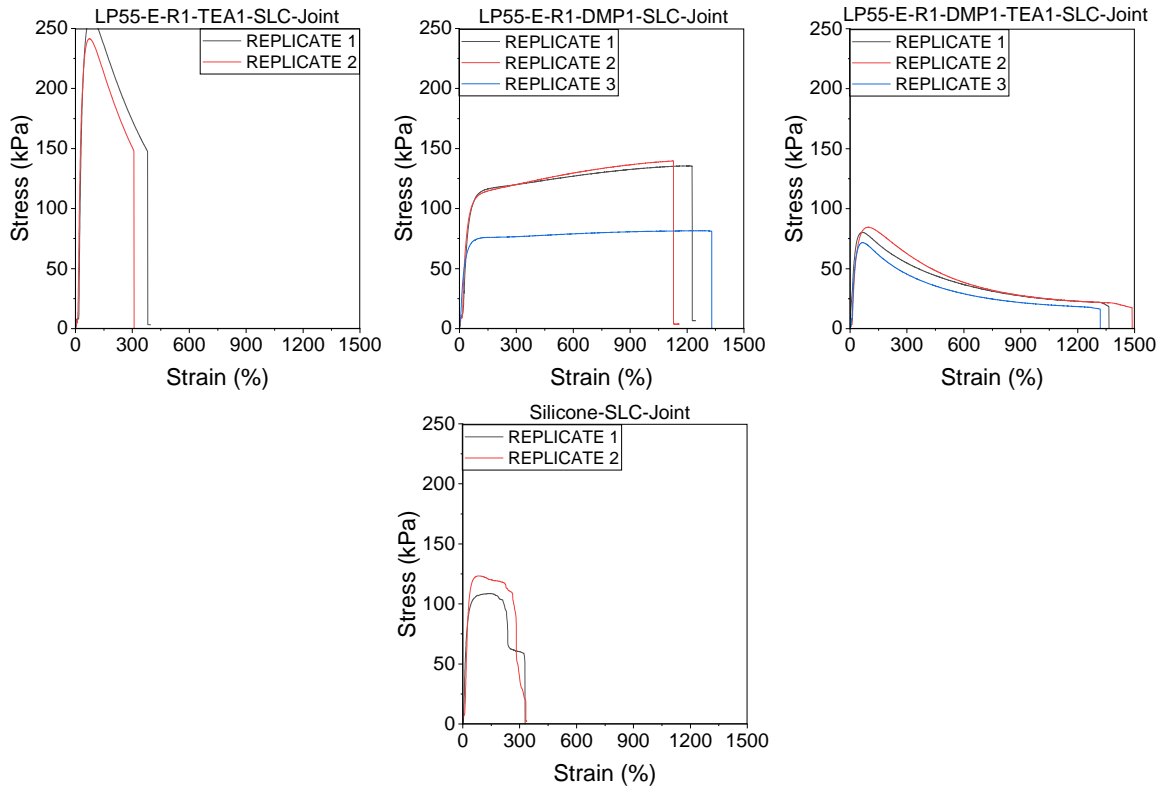 LP55-E-R1-TEA1-SLC-Joint
250
200
150
100
50
0
Stress (kPa)
REPLICATE 1
REPLICATE 2
0 300 600 900 1200 1500
Strain (%)
LP55-E-R1-DMP1-SLC-Joint
250
200
150
100
50
0
Stress (kPa)
REPLICATE 1
REPLICATE 2
REPLICATE 3
0 300 600 900 1200 1500
Strain (%)
LP55-E-R1-DMP1-TEA1-SLC-Joint
250
200
150
100
50
0
Stress (kPa)
REPLICATE 1
REPLICATE 2
REPLICATE 3
0 300 600 900 1200 1500
Strain (%)
Silicone-SLC-Joint
250
200
150
100
50
0
Stress (kPa)
REPLICATE 1
REPLICATE 2
0 300 600 900 1200 1500
Strain (%)